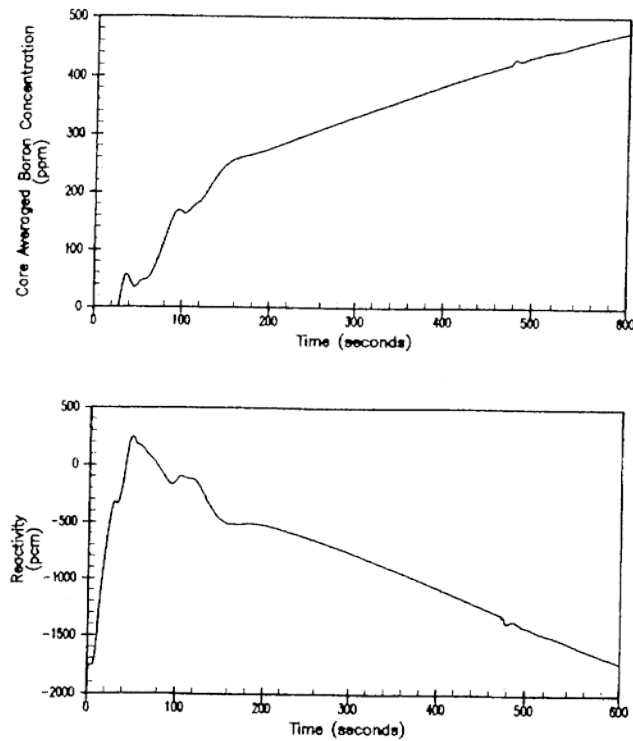 500
400
300
200
100
0
Core Averaged Boron Concentration
(ppm)
0 100 200 300 400 500 600
Time (seconds)
500
0
-500
-1000
-1500
-2000
Reactivity
(pcm)
0 100 200 300 400 500 600
Time (seconds)